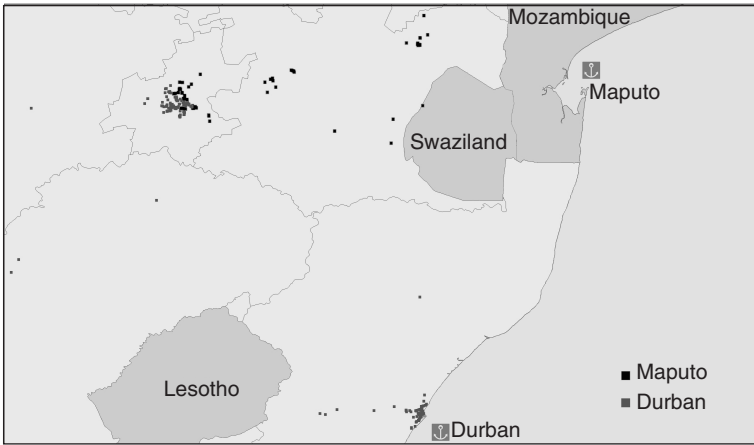 Mozambique
Maputo
Swaziland
Lesotho
Maputo
Durban
Durban